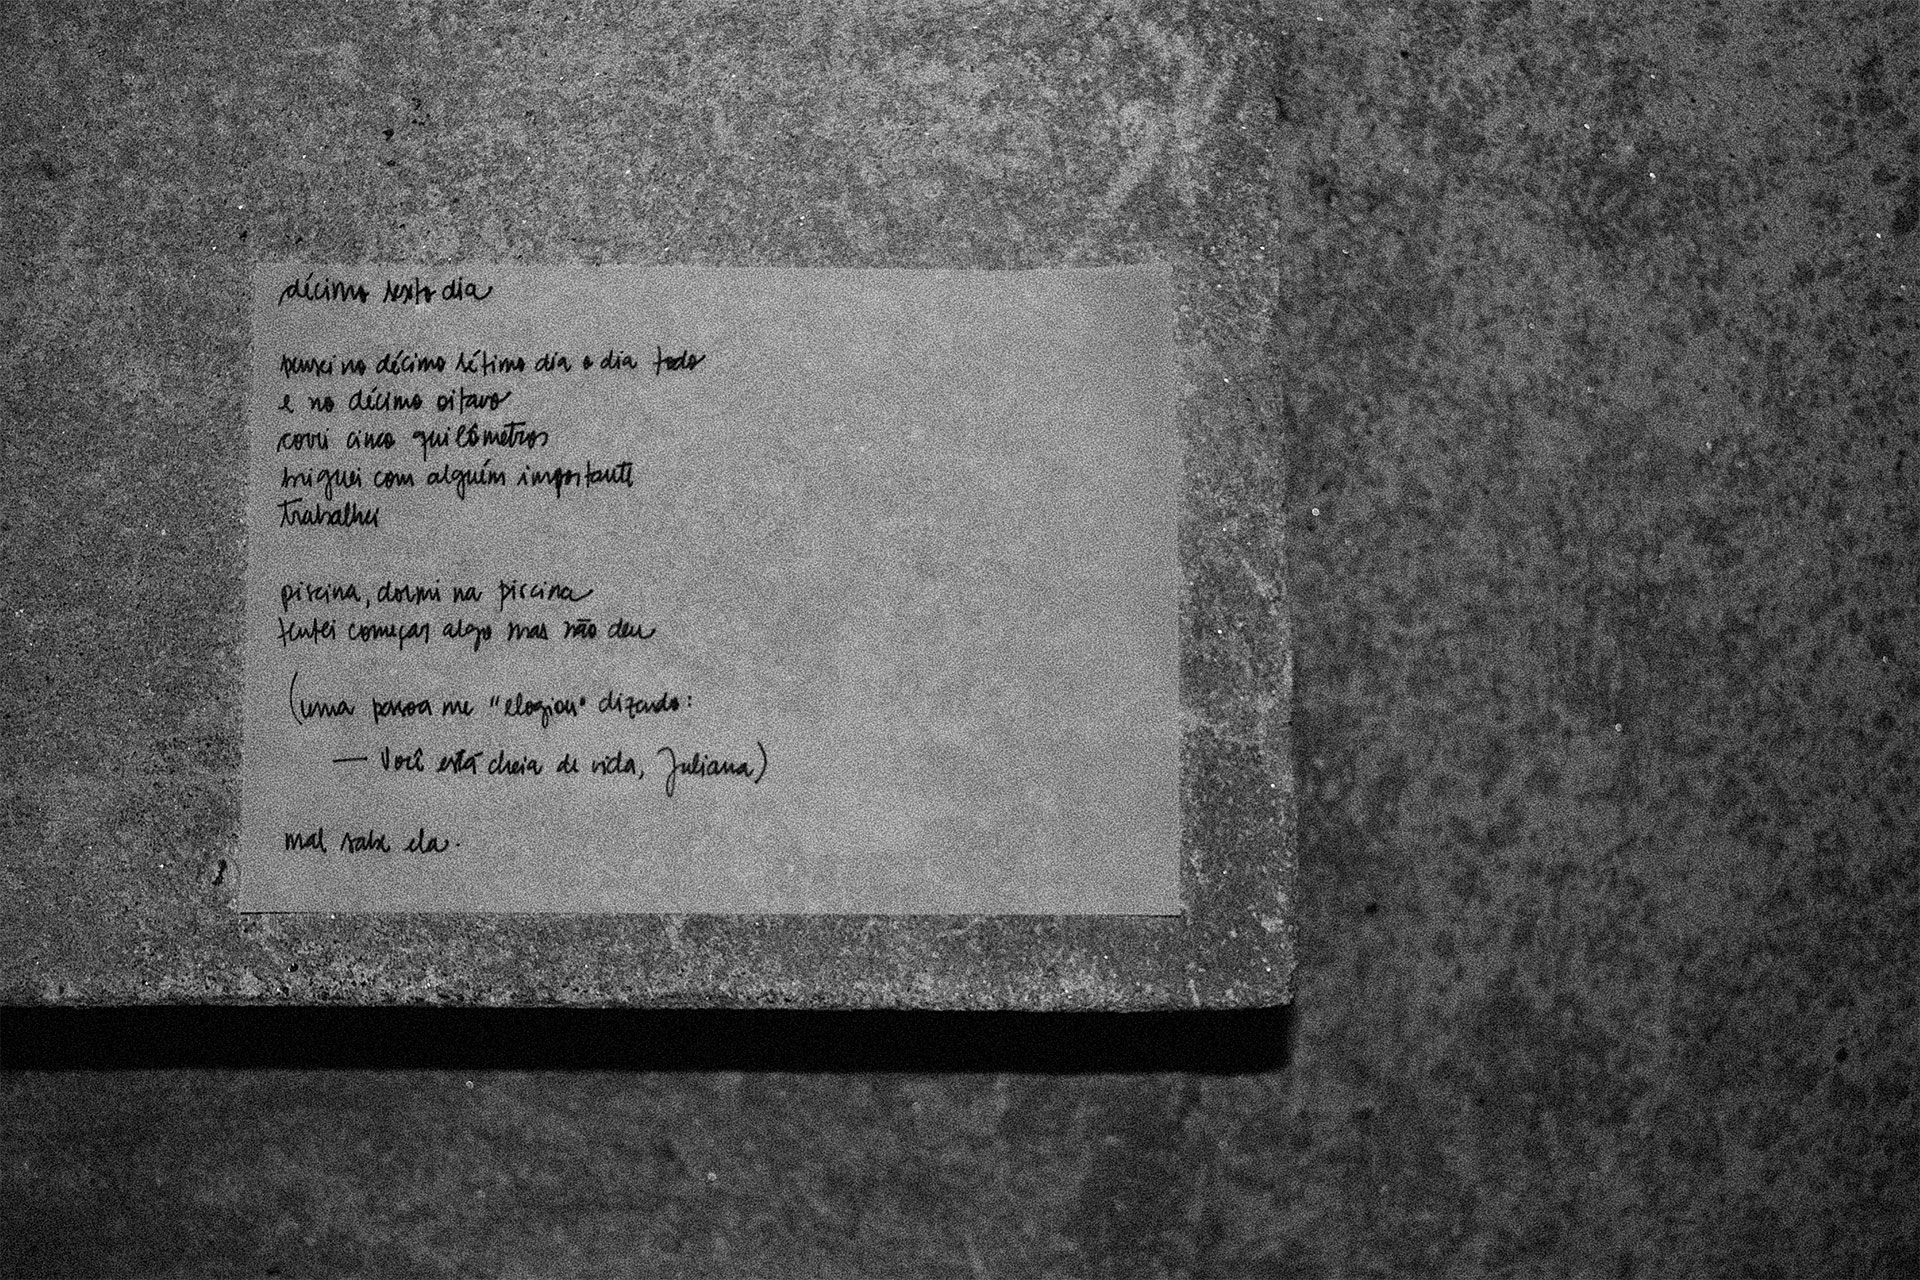 décimo sexto dia
pensei no décimo sétimo dia o dia todo
e no décimo oitavo
corri cinco quilômetros
briguei com alguém importante
trabalhei
piscina, dormi na piscina
tentei começar algo mas não deu
(uma pessoa me "elogiou" dizendo:
— Você está cheia de vida, Juliana)
mal sabe ela.